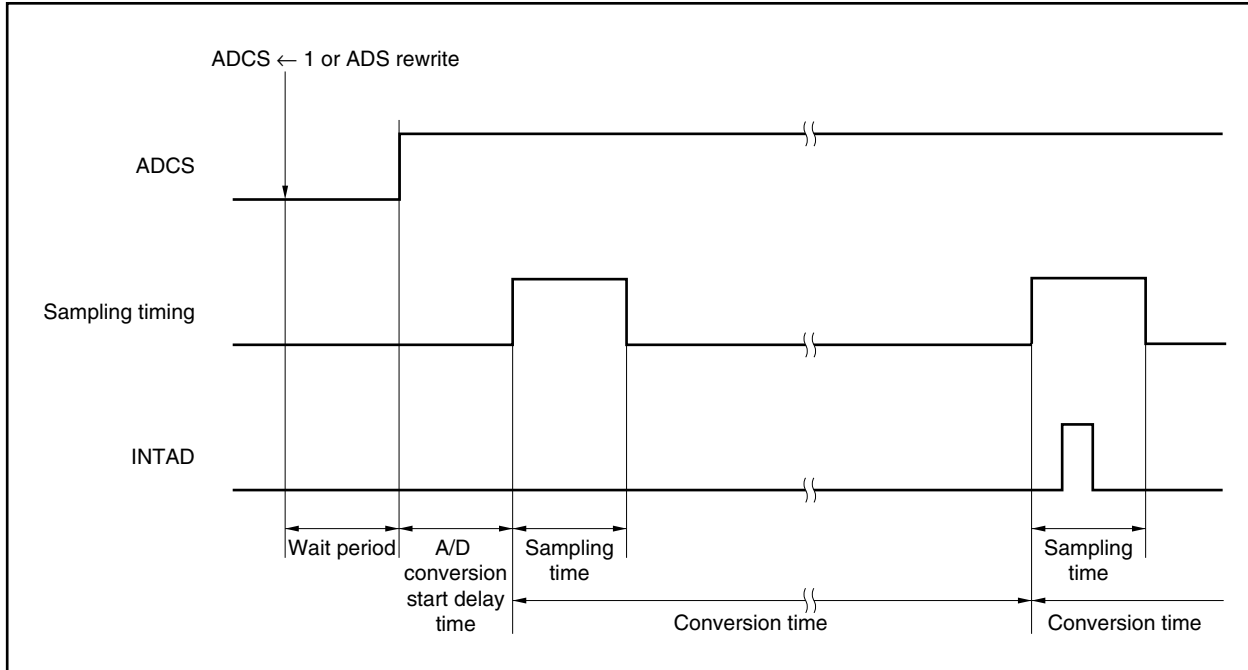 ADCS ← 1 or ADS rewrite
ADCS
Sampling timing
INTAD
Wait period
A/D
conversion
start delay
time
Sampling
time
Sampling
time
Conversion time
Conversion time